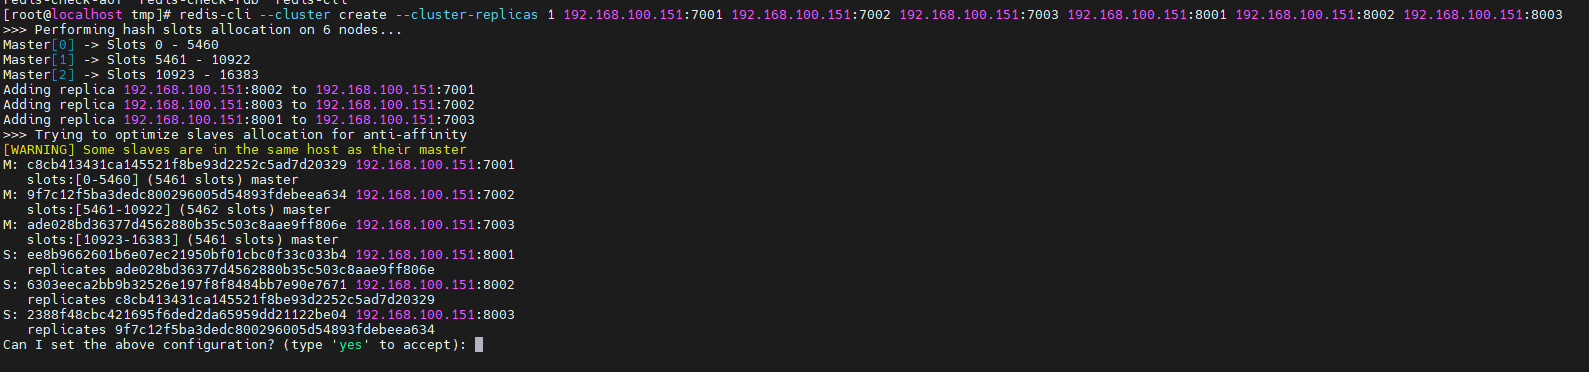 redis-check-aof  redis-check-rdb  redis-cli
[root@localhost tmp]# redis-cli --cluster create --cluster-replicas 1 192.168.100.151:7001 192.168.100.151:7002 192.168.100.151:7003 192.168.100.151:8001 192.168.100.151:8002 192.168.100.151:8003
>>> Performing hash slots allocation on 6 nodes...
Master[0] -> Slots 0 - 5460
Master[1] -> Slots 5461 - 10922
Master[2] -> Slots 10923 - 16383
Adding replica 192.168.100.151:8002 to 192.168.100.151:7001
Adding replica 192.168.100.151:8003 to 192.168.100.151:7002
Adding replica 192.168.100.151:8001 to 192.168.100.151:7003
>>> Trying to optimize slaves allocation for anti-affinity
[WARNING] Some slaves are in the same host as their master
M: c8cb413431ca145521f8be93d2252c5ad7d20329 192.168.100.151:7001
   slots:[0-5460] (5461 slots) master
M: 9f7c12f5ba3dedc800296005d54893fdebeea634 192.168.100.151:7002
   slots:[5461-10922] (5462 slots) master
M: ade028bd36377d4562880b35c503c8aae9ff806e 192.168.100.151:7003
   slots:[10923-16383] (5461 slots) master
S: ee8b9662601b6e07ec21950bf01cbc0f33c033b4 192.168.100.151:8001
   replicates ade028bd36377d4562880b35c503c8aae9ff806e
S: 6303eeca2bb9b32526e197f8f8484bb7e90e7671 192.168.100.151:8002
   replicates c8cb413431ca145521f8be93d2252c5ad7d20329
S: 2388f48cbc421695f6ded2da65959dd21122be04 192.168.100.151:8003
   replicates 9f7c12f5ba3dedc800296005d54893fdebeea634
Can I set the above configuration? (type 'yes' to accept):